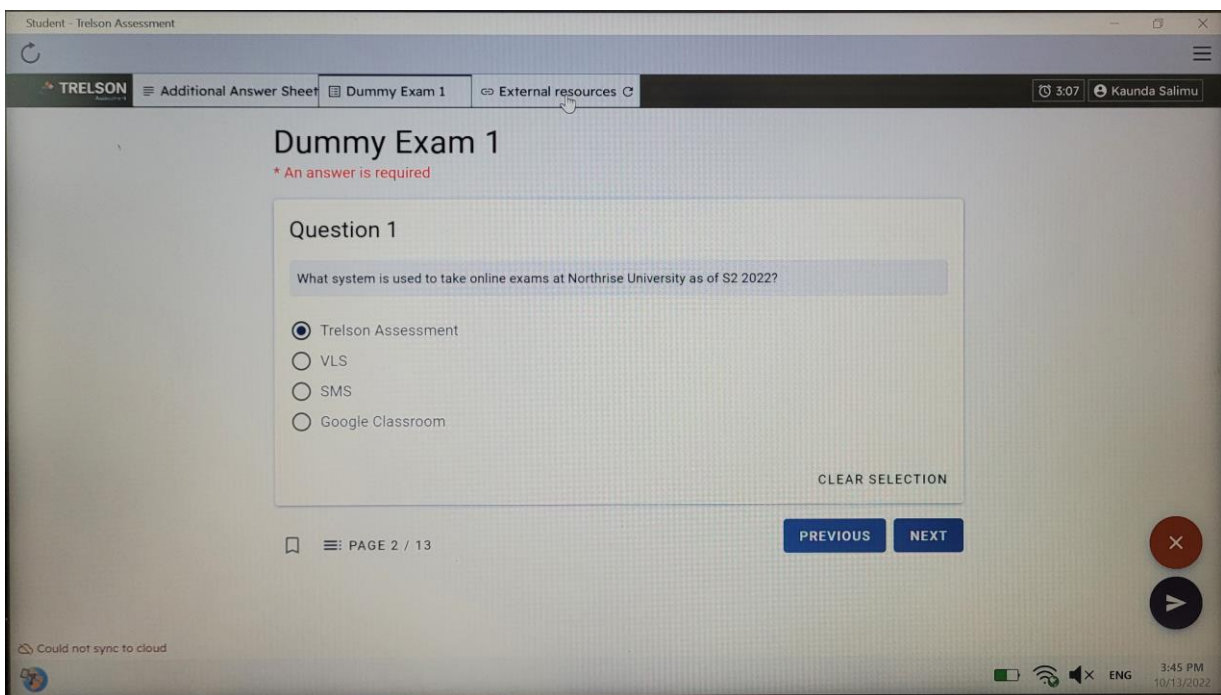 Student - Trelson Assessment
TRELSON
Assessment
Additional Answer Sheet
Dummy Exam 1
External resources
3:07
Kaunda Salimu
Dummy Exam 1
* An answer is required
Question 1
What system is used to take online exams at Northrise University as of S2 2022?
Trelson Assessment
VLS
SMS
Google Classroom
CLEAR SELECTION
PAGE 2 / 13
PREVIOUS
NEXT
Could not sync to cloud
ENG
3:45 PM
10/13/2022